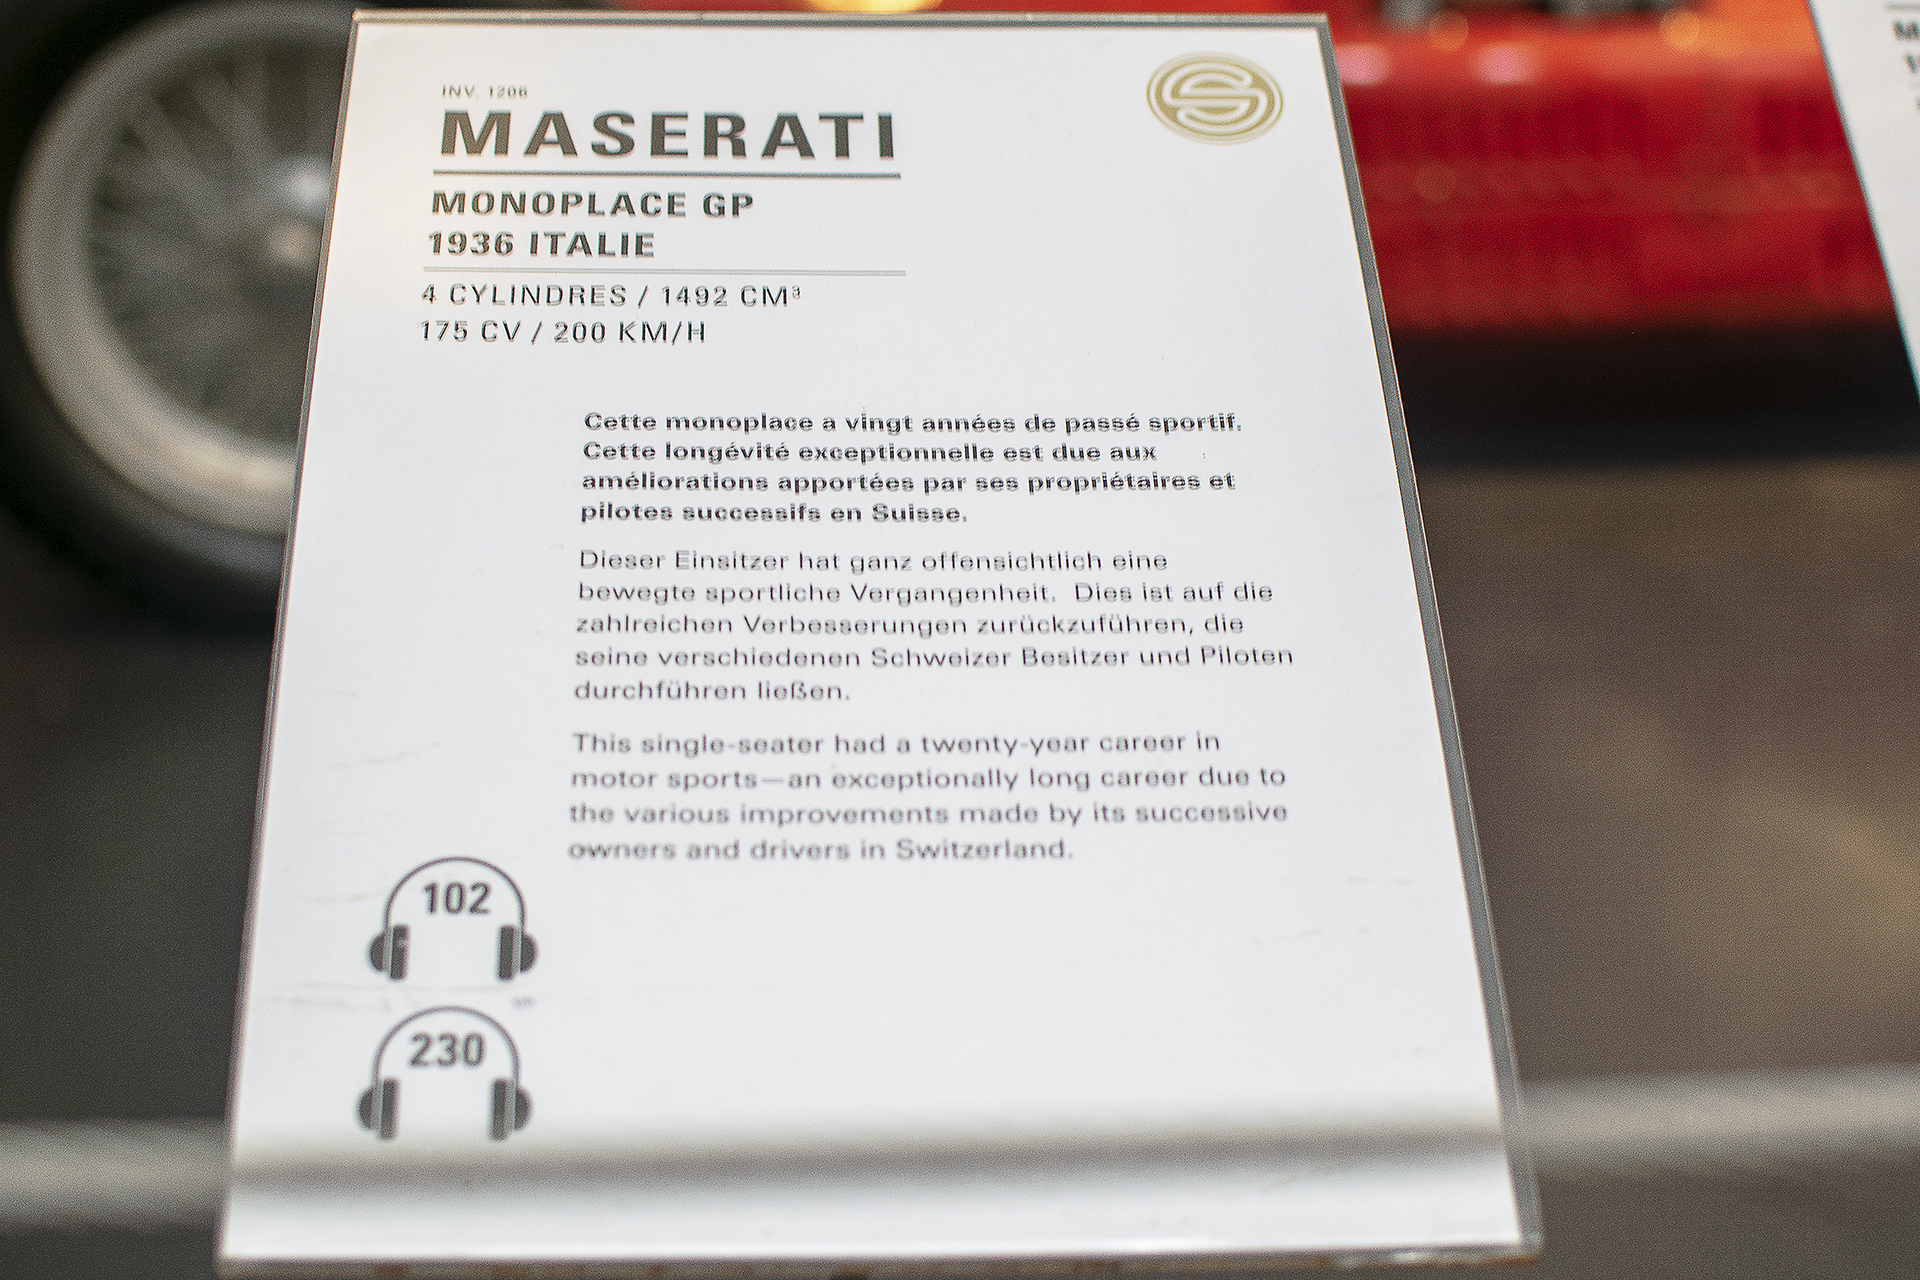 INV. 1206
MASERATI
MONOPLACE GP
1936 ITALIE
4 CYLINDRES / 1492 CM³
175 CV / 200 KM/H
Cette monoplace a vingt années de passé sportif.
Cette longévité exceptionnelle est due aux
améliorations apportées par ses propriétaires et
pilotes successifs en Suisse.
Dieser Einsitzer hat ganz offensichtlich eine
bewegte sportliche Vergangenheit. Dies ist auf die
zahlreichen Verbesserungen zurückzuführen, die
seine verschiedenen Schweizer Besitzer und Piloten
durchführen ließen.
This single-seater had a twenty-year career in
motor sports—an exceptionally long career due to
the various improvements made by its successive
owners and drivers in Switzerland.
102
230